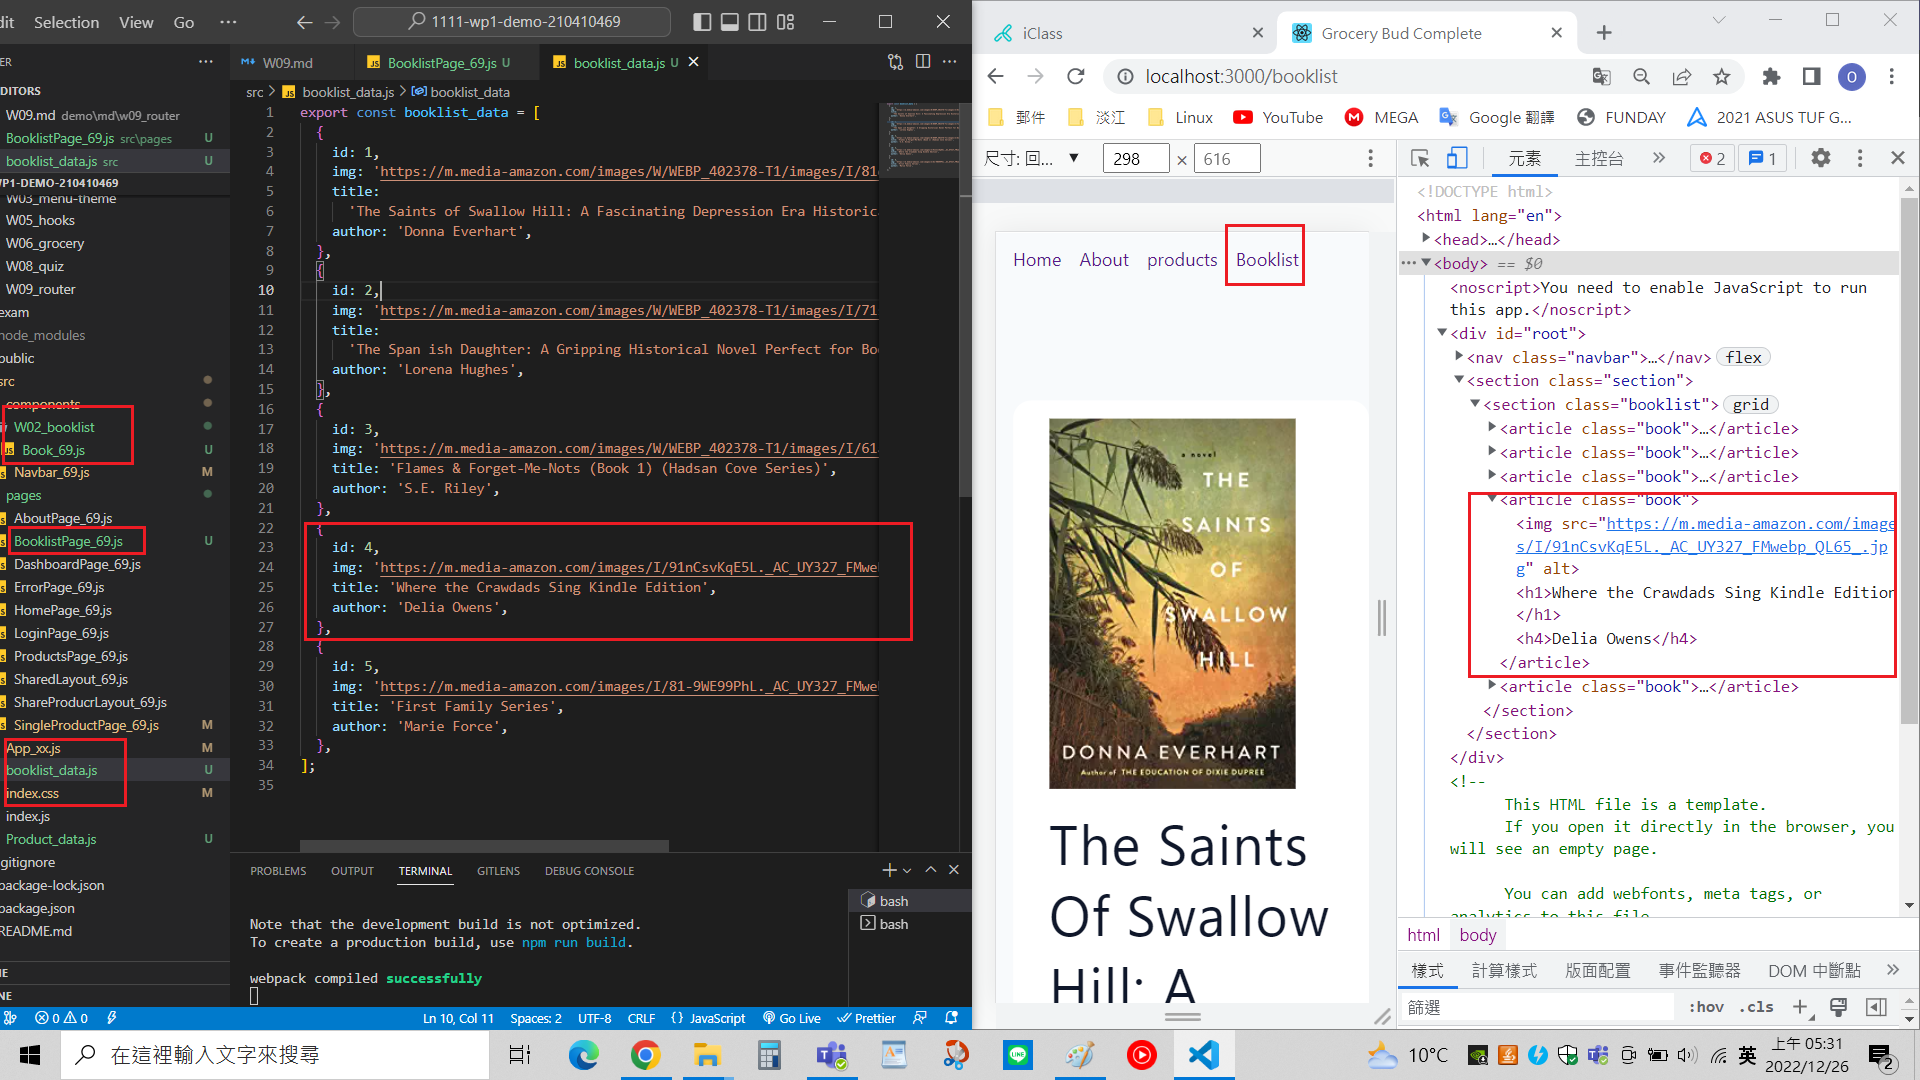 dit Selection View Go ···
1111-wp1-demo-210410469
ER ···
DITORS
W09.md demo\md\w09_router
BooklistPage_69.js src\pages U
booklist_data.js src U
WP1-DEMO-210410469
W03_menu-theme
W05_hooks
W06_grocery
W08_quiz
W09_router
exam
node_modules
public
src
components
W02_booklist
Book_69.js U
Navbar_69.js M
pages
AboutPage_69.js
BooklistPage_69.js U
DashboardPage_69.js
ErrorPage_69.js
HomePage_69.js
LoginPage_69.js
ProductsPage_69.js
SharedLayout_69.js
ShareProducrLayout_69.js
SingleProductPage_69.js M
App_xx.js M
booklist_data.js U
index.css M
index.js
Product_data.js U
gitignore
package-lock.json
package.json
README.md
NE
NE
W09.md
BooklistPage_69.js U
booklist_data.js U
src > booklist_data.js > booklist_data
1 export const booklist_data = [
2 {
3 id: 1,
4 img: 'https://m.media-amazon.com/images/W/WEBP_402378-T1/images/I/81
5 title:
6 'The Saints of Swallow Hill: A Fascinating Depression Era Historica
7 author: 'Donna Everhart',
8 },
9 {
10 id: 2,
11 img: 'https://m.media-amazon.com/images/W/WEBP_402378-T1/images/I/71
12 title:
13 'The Span ish Daughter: A Gripping Historical Novel Perfect for Bo
14 author: 'Lorena Hughes',
15 },
16 {
17 id: 3,
18 img: 'https://m.media-amazon.com/images/W/WEBP_402378-T1/images/I/61
19 title: 'Flames & Forget-Me-Nots (Book 1) (Hadsan Cove Series)',
20 author: 'S.E. Riley',
21 },
22 {
23 id: 4,
24 img: 'https://m.media-amazon.com/images/I/91nCsvKqE5L._AC_UY327_FMwe
25 title: 'Where the Crawdads Sing Kindle Edition',
26 author: 'Delia Owens',
27 },
28 {
29 id: 5,
30 img: 'https://m.media-amazon.com/images/I/81-9WE99PhL._AC_UY327_FMwe
31 title: 'First Family Series',
32 author: 'Marie Force',
33 },
34 ];
35
PROBLEMS OUTPUT TERMINAL GITLENS DEBUG CONSOLE
bash
bash
Note that the development build is not optimized.
To create a production build, use npm run build.
webpack compiled successfully
0 0
Ln 10, Col 11 Spaces: 2 UTF-8 CRLF {} JavaScript Go Live Prettier
iClass
Grocery Bud Complete
localhost:3000/booklist
O
郵件 淡江 Linux YouTube MEGA Google 翻譯 FUNDAY 2021 ASUS TUF G...
尺寸: 回... 298 × 616
Home About products Booklist
a novel
THE
SAINTS
OF
SWALLOW
HILL
DONNA EVERHART
Author of THE EDUCATION OF DIXIE DUPREE
The Saints
Of Swallow
Hill: A
元素 主控台 » 2 1
<!DOCTYPE html>
<html lang="en">
<head>…</head>
··· <body> == $0
<noscript>You need to enable JavaScript to run
this app.</noscript>
<div id="root">
<nav class="navbar">…</nav> flex
<section class="section">
<section class="booklist"> grid
<article class="book">…</article>
<article class="book">…</article>
<article class="book">…</article>
<article class="book">
<img src="https://m.media-amazon.com/image
s/I/91nCsvKqE5L._AC_UY327_FMwebp_QL65_.jp
g" alt>
<h1>Where the Crawdads Sing Kindle Edition
</h1>
<h4>Delia Owens</h4>
</article>
<article class="book">…</article>
</section>
</section>
</div>
<!--
This HTML file is a template.
If you open it directly in the browser, you
will see an empty page.
You can add webfonts, meta tags, or
analytics to this file
html body
樣式 計算樣式 版面配置 事件監聽器 DOM 中斷點 »
篩選 :hov .cls
在這裡輸入文字來搜尋
10°C 英
上午 05:31
2022/12/26
2